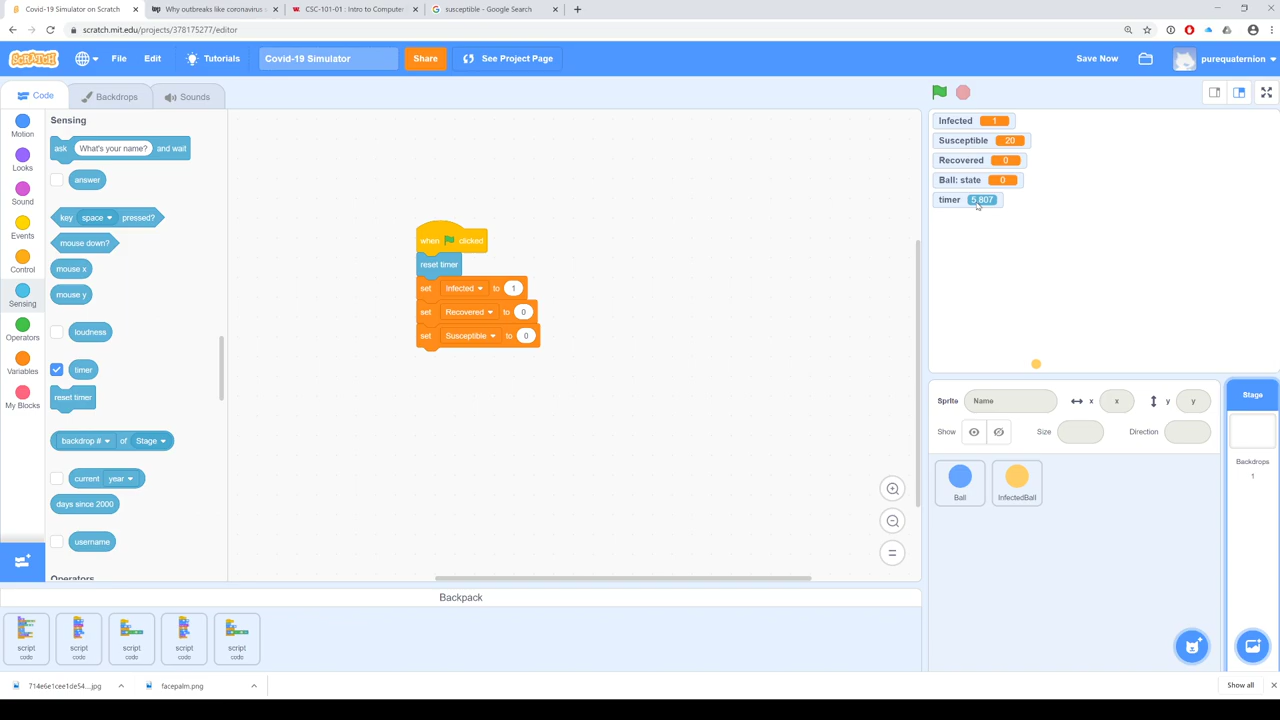 Covid-19 Simulator on Scratch
Why outbreaks like coronavirus
CSC-101-01 : Intro to Computer
susceptible - Google Search
scratch.mit.edu/projects/378175277/editor
SCRATCH
File
Edit
Tutorials
Covid-19 Simulator
Share
See Project Page
Save Now
purequaternion
Code
Backdrops
Sounds
Motion
Looks
Sound
Events
Control
Sensing
Operators
Variables
My Blocks
Sensing
ask What's your name? and wait
answer
key space pressed?
mouse down?
mouse x
mouse y
loudness
timer
reset timer
backdrop # of Stage
current year
days since 2000
username
Operators
when clicked
reset timer
set Infected to 1
set Recovered to 0
set Susceptible to 0
Infected 1
Susceptible 20
Recovered 0
Ball: state 0
timer 5.807
Sprite Name x x y y
Show Size Direction
Ball
InfectedBall
Stage
Backdrops
1
Backpack
script
code
script
code
script
code
script
code
script
code
714e6e1cee1de54....jpg
facepalm.png
Show all